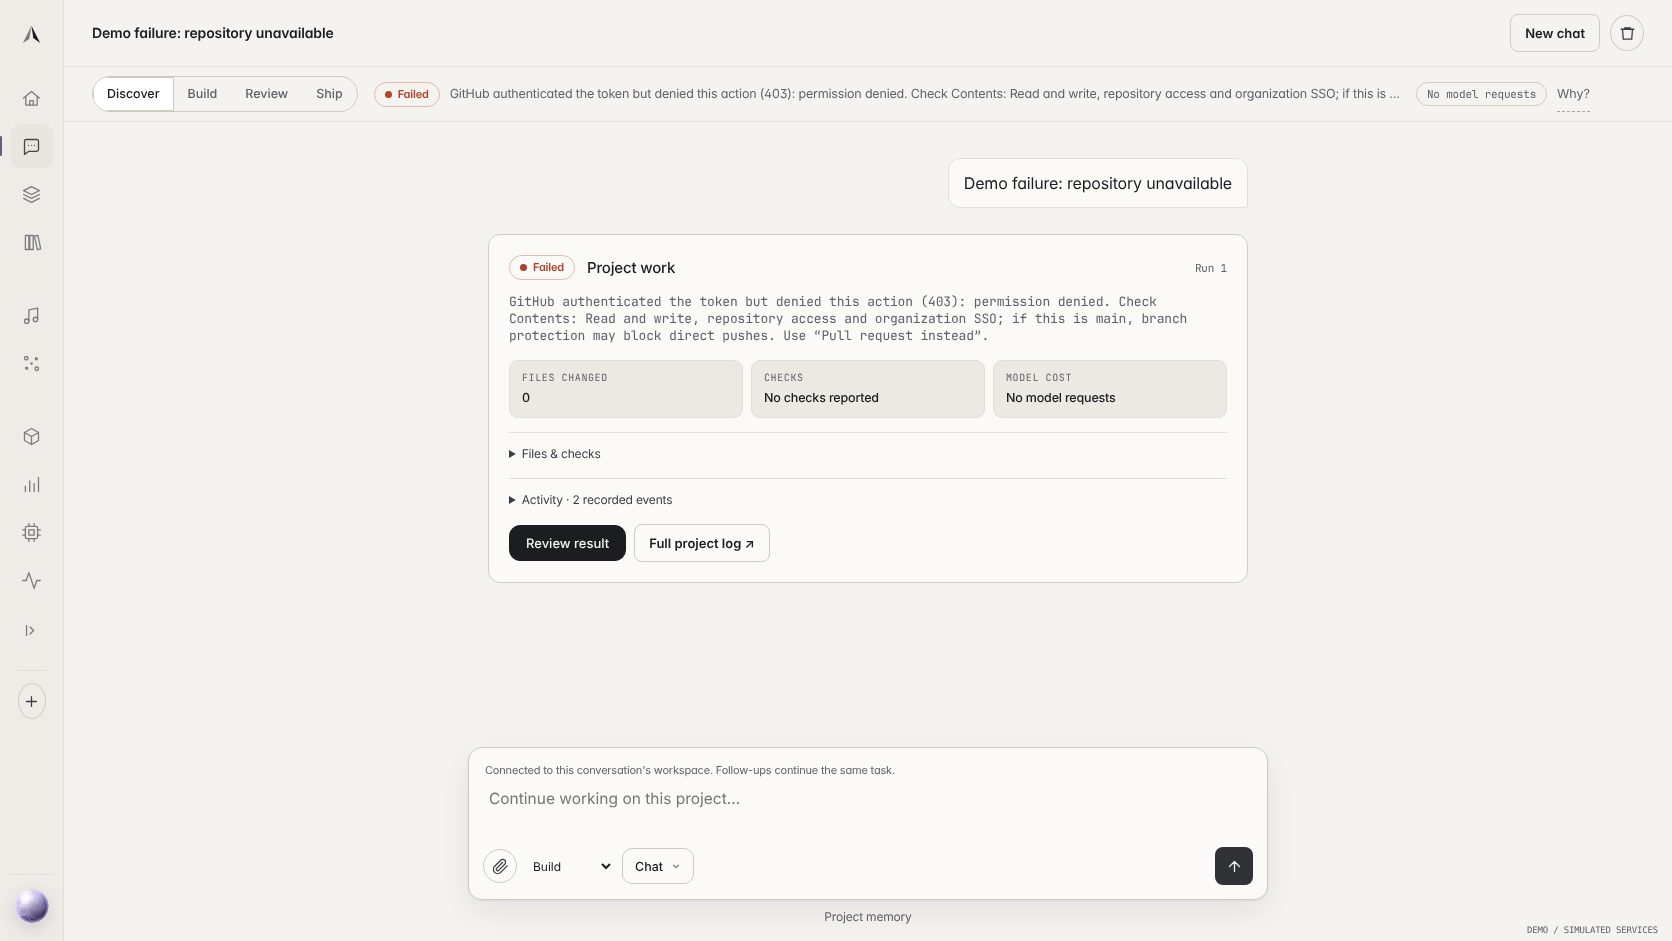 Demo failure: repository unavailable
New chat
Discover
Build
Review
Ship
Failed
GitHub authenticated the token but denied this action (403): permission denied. Check Contents: Read and write, repository access and organization SSO; if this is ...
No model requests
Why?
Demo failure: repository unavailable
Failed
Project work
Run 1
GitHub authenticated the token but denied this action (403): permission denied. Check
Contents: Read and write, repository access and organization SSO; if this is main, branch
protection may block direct pushes. Use “Pull request instead”.
FILES CHANGED
0
CHECKS
No checks reported
MODEL COST
No model requests
Files & checks
Activity · 2 recorded events
Review result
Full project log ↗
Connected to this conversation's workspace. Follow-ups continue the same task.
Continue working on this project...
Build
Chat
Project memory
DEMO / SIMULATED SERVICES